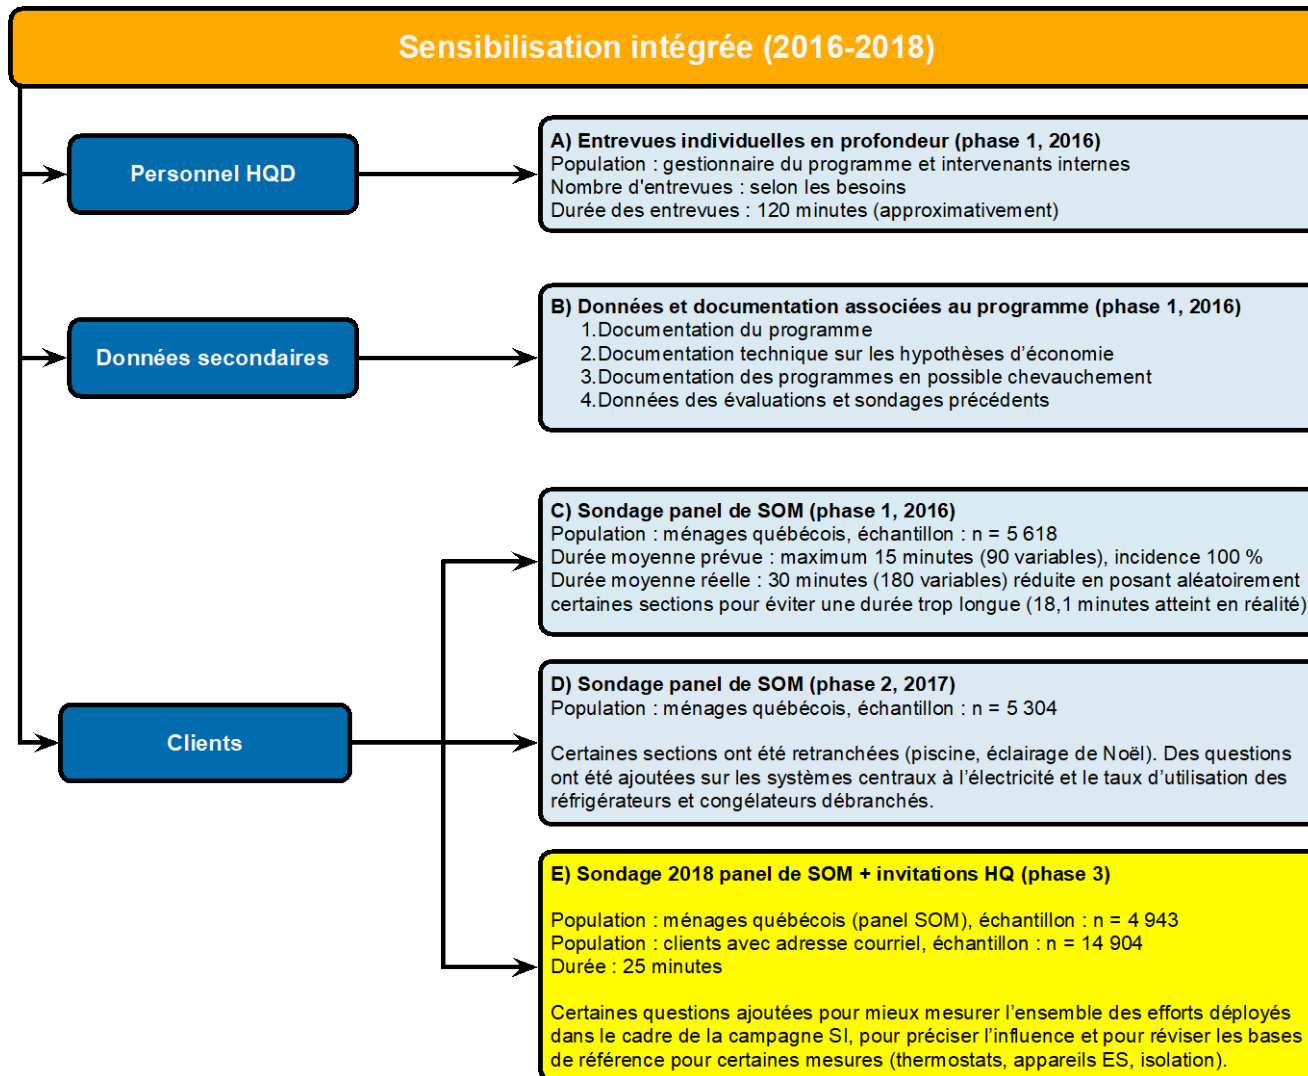 Sensibilisation intégrée (2016-2018)
Personnel HQD
A) Entrevues individuelles en profondeur (phase 1, 2016)
Population : gestionnaire du programme et intervenants internes
Nombre d'entrevues : selon les besoins
Durée des entrevues : 120 minutes (approximativement)
Données secondaires
B) Données et documentation associées au programme (phase 1, 2016)
1.Documentation du programme
2.Documentation technique sur les hypothèses d’économie
3.Documentation des programmes en possible chevauchement
4.Données des évaluations et sondages précédents
Clients
C) Sondage panel de SOM (phase 1, 2016)
Population : ménages québécois, échantillon : n = 5 618
Durée moyenne prévue : maximum 15 minutes (90 variables), incidence 100 %
Durée moyenne réelle : 30 minutes (180 variables) réduite en posant aléatoirement
certaines sections pour éviter une durée trop longue (18,1 minutes atteint en réalité)
D) Sondage panel de SOM (phase 2, 2017)
Population : ménages québécois, échantillon : n = 5 304
Certaines sections ont été retranchées (piscine, éclairage de Noël). Des questions
ont été ajoutées sur les systèmes centraux à l’électricité et le taux d’utilisation des
réfrigérateurs et congélateurs débranchés.
E) Sondage 2018 panel de SOM + invitations HQ (phase 3)
Population : ménages québécois (panel SOM), échantillon : n = 4 943
Population : clients avec adresse courriel, échantillon : n = 14 904
Durée : 25 minutes
Certaines questions ajoutées pour mieux mesurer l’ensemble des efforts déployés
dans le cadre de la campagne SI, pour préciser l’influence et pour réviser les bases
de référence pour certaines mesures (thermostats, appareils ES, isolation).